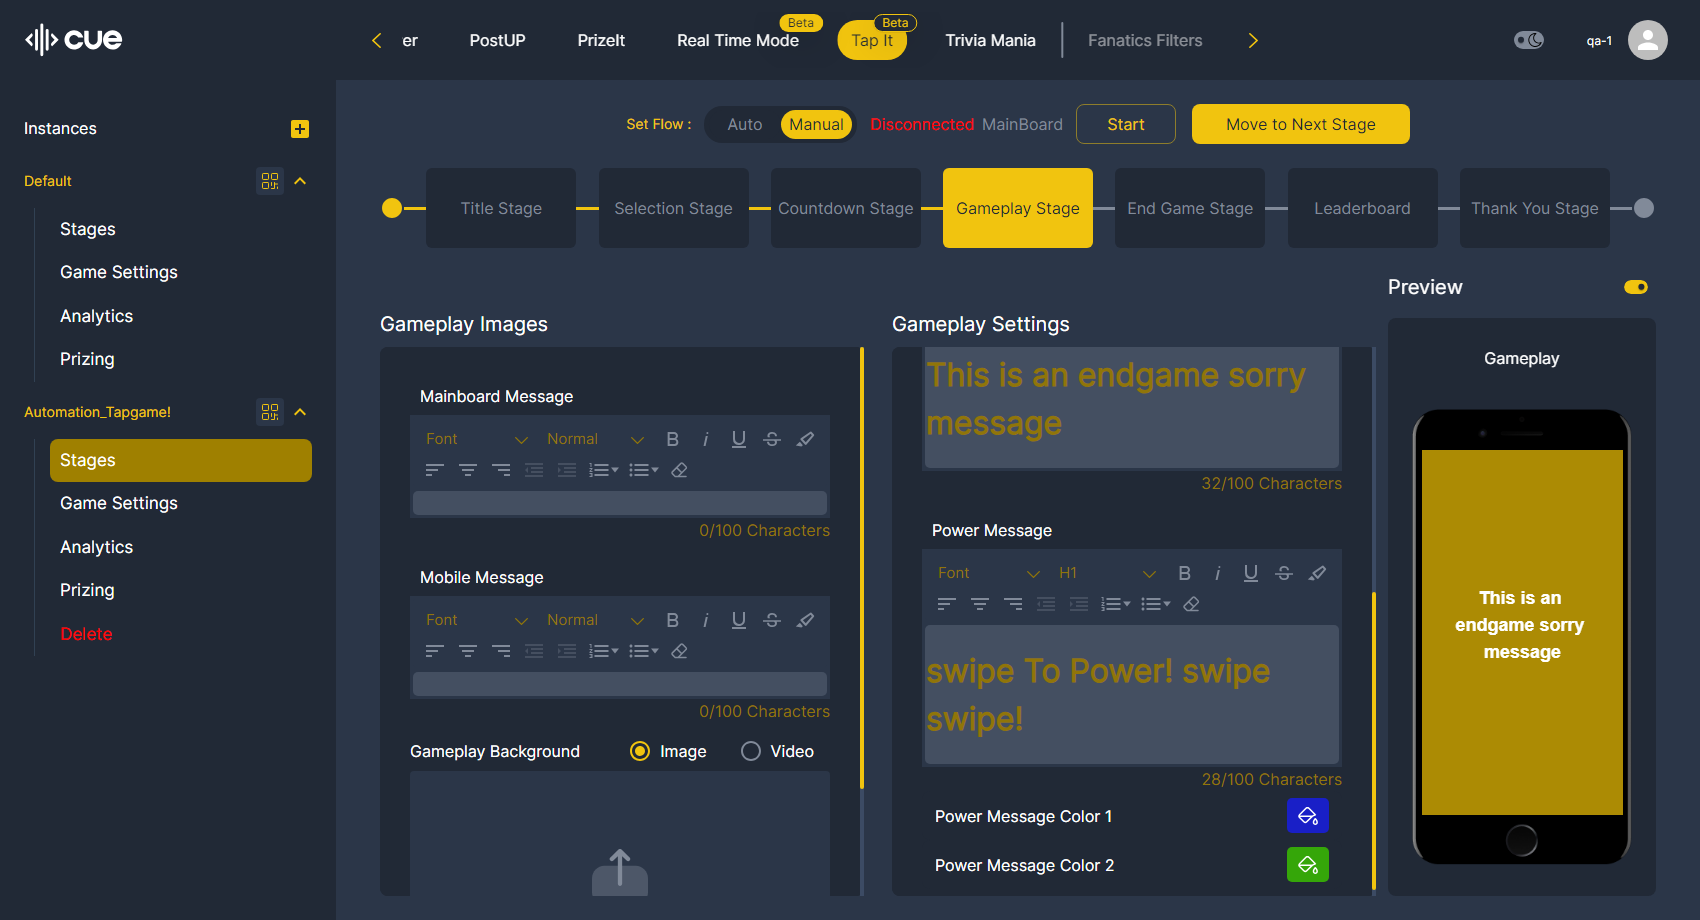 cue
er
PostUP
PrizeIt
Real Time Mode
Beta
Tap It
Beta
Trivia Mania
Fanatics Filters
qa-1
Instances
Default
Stages
Game Settings
Analytics
Prizing
Automation_Tapgame!
Stages
Game Settings
Analytics
Prizing
Delete
Set Flow :
Auto
Manual
Disconnected MainBoard
Start
Move to Next Stage
Title Stage
Selection Stage
Countdown Stage
Gameplay Stage
End Game Stage
Leaderboard
Thank You Stage
Gameplay Images
Mainboard Message
Font
Normal
B i U S
0/100 Characters
Mobile Message
Font
Normal
B i U S
0/100 Characters
Gameplay Background
Image
Video
Gameplay Settings
This is an endgame sorry
message
32/100 Characters
Power Message
Font
H1
B i U S
swipe To Power! swipe
swipe!
28/100 Characters
Power Message Color 1
Power Message Color 2
Preview
Gameplay
This is an
endgame sorry
message